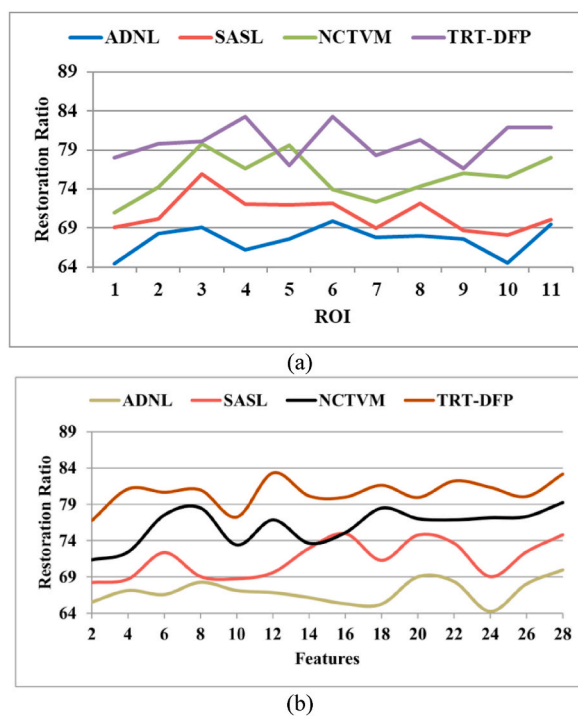 ADNL SASL NCTVM TRT-DFP
89
84
79
74
69
64
Restoration Ratio
1 2 3 4 5 6 7 8 9 10 11
ROI
(a)
ADNL SASL NCTVM TRT-DFP
89
84
79
74
69
64
Restoration Ratio
2 4 6 8 10 12 14 16 18 20 22 24 26 28
Features
(b)